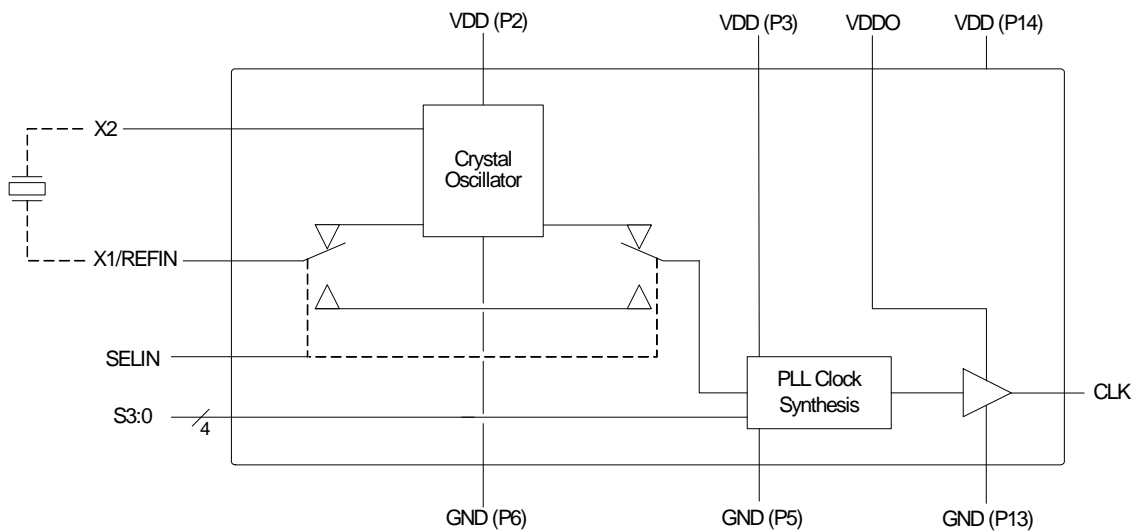 VDD (P2)
VDD (P3)
VDDO
VDD (P14)
X2
Crystal
Oscillator
X1/REFIN
SELIN
PLL Clock
Synthesis
CLK
S3:0
4
GND (P6)
GND (P5)
GND (P13)